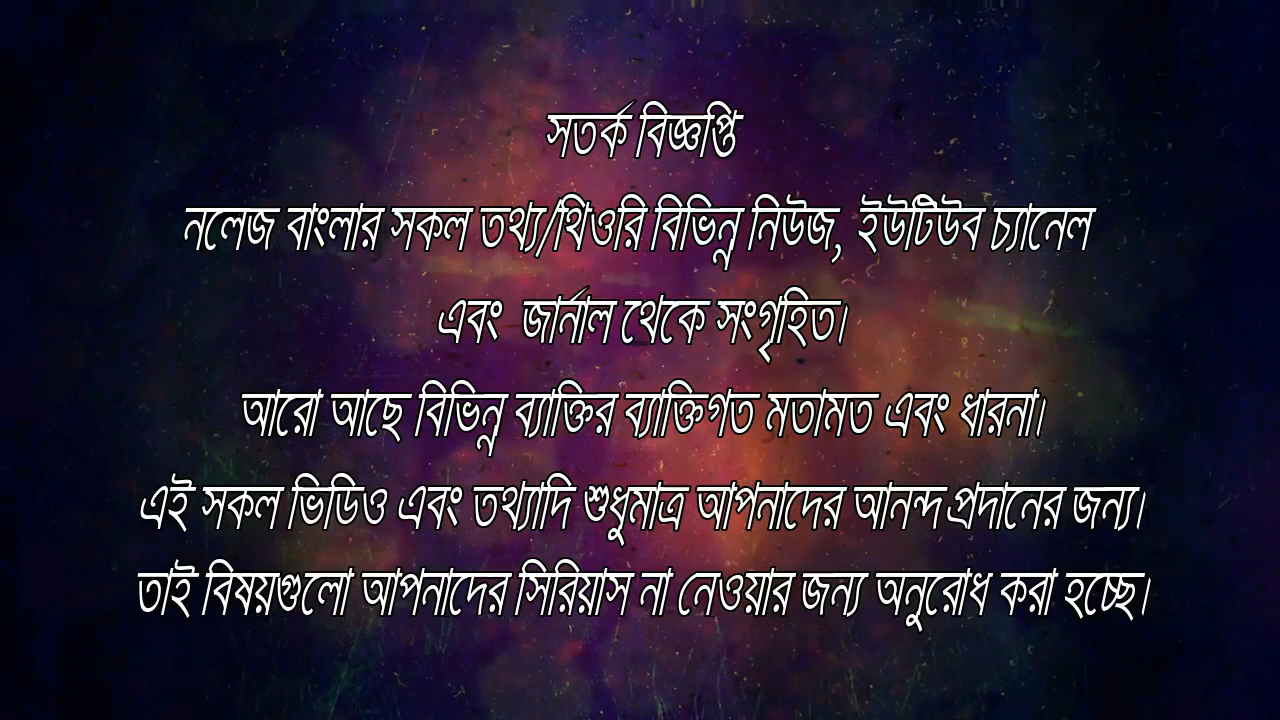 সতর্ক বিজ্ঞপ্তি
নলেজ বাংলার সকল তথ্য/থিওরি বিভিন্ন নিউজ, ইউটিউব চ্যানেল
এবং জার্নাল থেকে সংগৃহিত।
আরো আছে বিভিন্ন ব্যাক্তির ব্যাক্তিগত মতামত এবং ধারনা।
এই সকল ভিডিও এবং তথ্যাদি শুধুমাত্র আপনাদের আনন্দ প্রদানের জন্য।
তাই বিষয়গুলো আপনাদের সিরিয়াস না নেওয়ার জন্য অনুরোধ করা হচ্ছে।